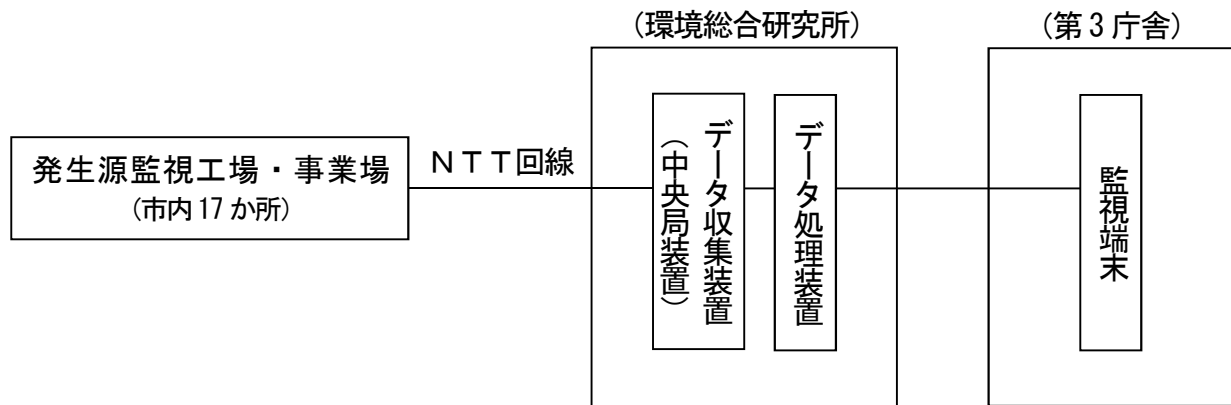 (環境総合研究所)
(第3庁舎)
発生源監視工場・事業場
(市内17か所)
NTT回線
データ収集装置
(中央局装置)
データ処理装置
監視端末